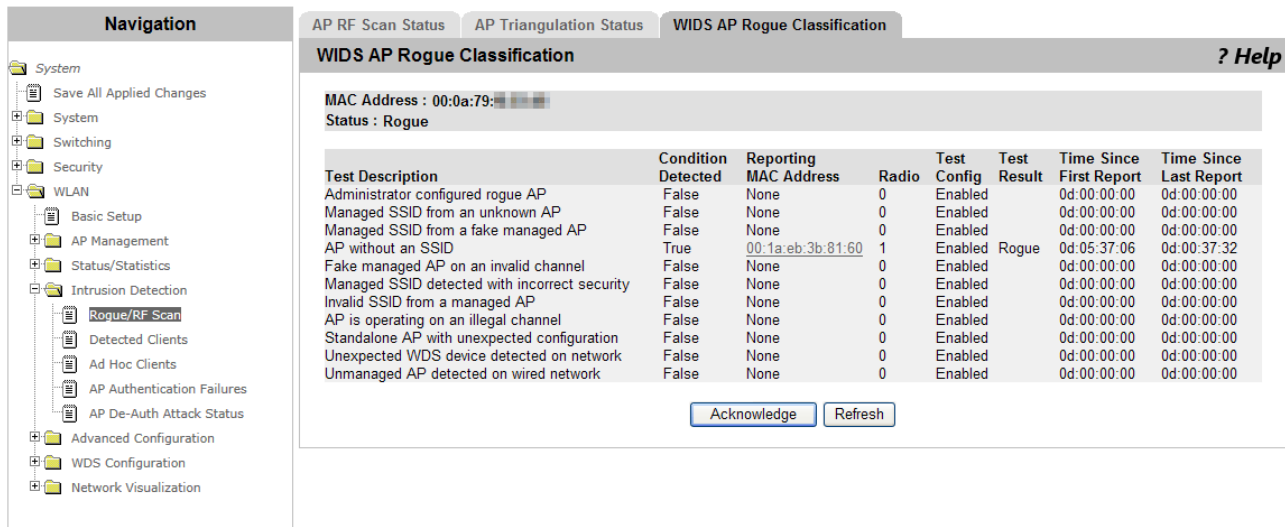 Navigation
System
Save All Applied Changes
System
Switching
Security
WLAN
Basic Setup
AP Management
Status/Statistics
Intrusion Detection
Rogue/RF Scan
Detected Clients
Ad Hoc Clients
AP Authentication Failures
AP De-Auth Attack Status
Advanced Configuration
WDS Configuration
Network Visualization
AP RF Scan Status AP Triangulation Status WIDS AP Rogue Classification
WIDS AP Rogue Classification ? Help
MAC Address : 00:0a:79:
Status : Rogue
Condition Reporting Test Test Time Since Time Since
Test Description Detected MAC Address Radio Config Result First Report Last Report
Administrator configured rogue AP False None 0 Enabled 0d:00:00:00 0d:00:00:00
Managed SSID from an unknown AP False None 0 Enabled 0d:00:00:00 0d:00:00:00
Managed SSID from a fake managed AP False None 0 Enabled 0d:00:00:00 0d:00:00:00
AP without an SSID True 00:1a:eb:3b:81:60 1 Enabled Rogue 0d:05:37:06 0d:00:37:32
Fake managed AP on an invalid channel False None 0 Enabled 0d:00:00:00 0d:00:00:00
Managed SSID detected with incorrect security False None 0 Enabled 0d:00:00:00 0d:00:00:00
Invalid SSID from a managed AP False None 0 Enabled 0d:00:00:00 0d:00:00:00
AP is operating on an illegal channel False None 0 Enabled 0d:00:00:00 0d:00:00:00
Standalone AP with unexpected configuration False None 0 Enabled 0d:00:00:00 0d:00:00:00
Unexpected WDS device detected on network False None 0 Enabled 0d:00:00:00 0d:00:00:00
Unmanaged AP detected on wired network False None 0 Enabled 0d:00:00:00 0d:00:00:00
Acknowledge Refresh